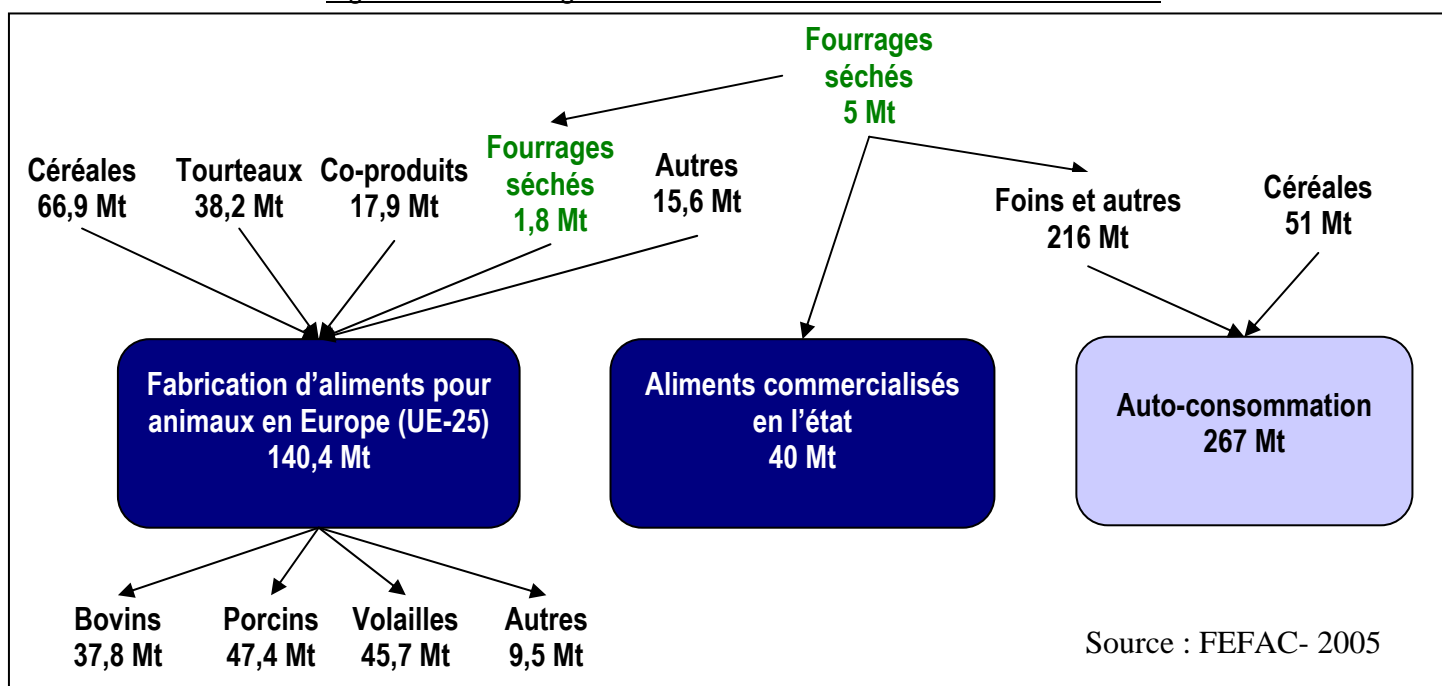 Fourrages
séchés
5 Mt
Céréales
66,9 Mt
Tourteaux
38,2 Mt
Co-produits
17,9 Mt
Fourrages
séchés
1,8 Mt
Autres
15,6 Mt
Foins et autres
216 Mt
Céréales
51 Mt
Fabrication d’aliments pour
animaux en Europe (UE-25)
140,4 Mt
Aliments commercialisés
en l’état
40 Mt
Auto-consommation
267 Mt
Bovins
37,8 Mt
Porcins
47,4 Mt
Volailles
45,7 Mt
Autres
9,5 Mt
Source : FEFAC- 2005